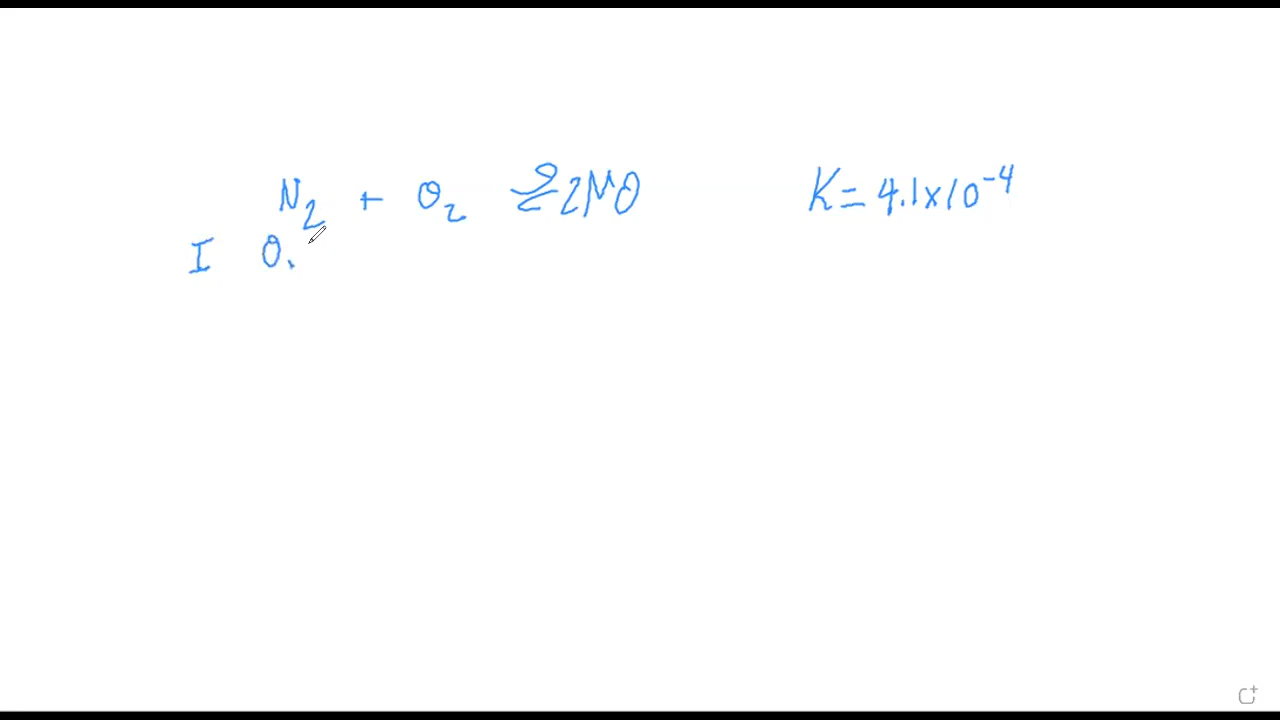 N₂ + O₂ ⇌ 2NO K = 4.1x10⁻⁴
I 0.